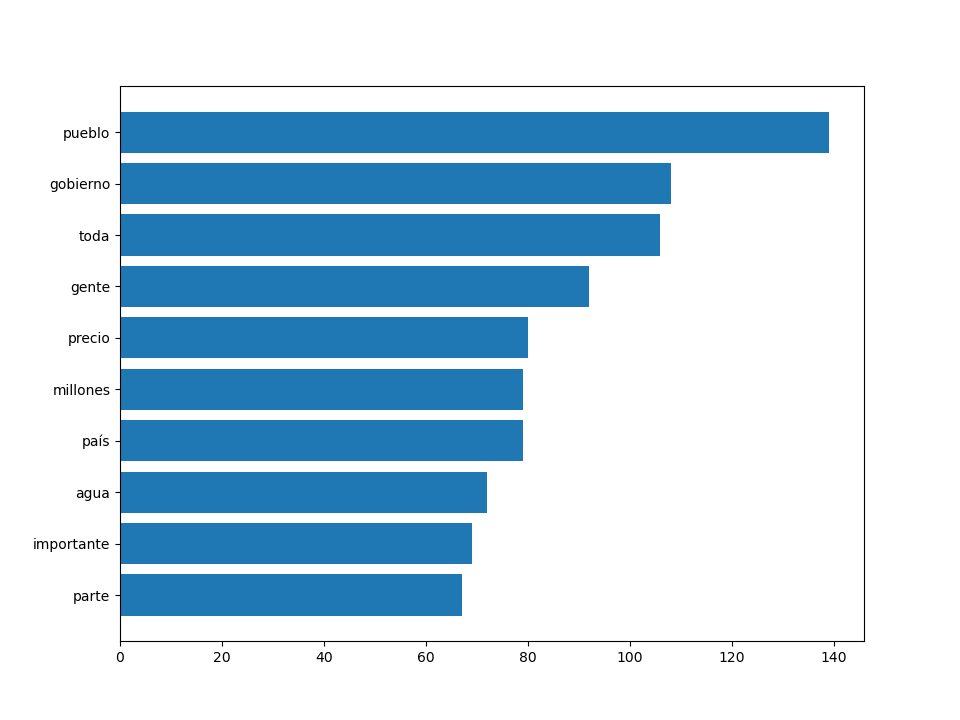 pueblo
gobierno
toda
gente
precio
millones
país
agua
importante
parte
0 20 40 60 80 100 120 140